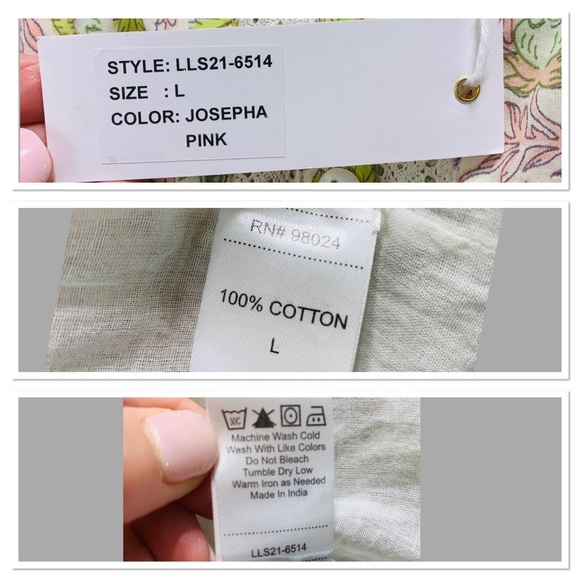 STYLE: LLS21-6514
SIZE : L
COLOR: JOSEPHA
PINK
RN# 98024
100% COTTON
L
30C
Machine Wash Cold
Wash With Like Colors
Do Not Bleach
Tumble Dry Low
Warm Iron as Needed
Made In India
LLS21-6514